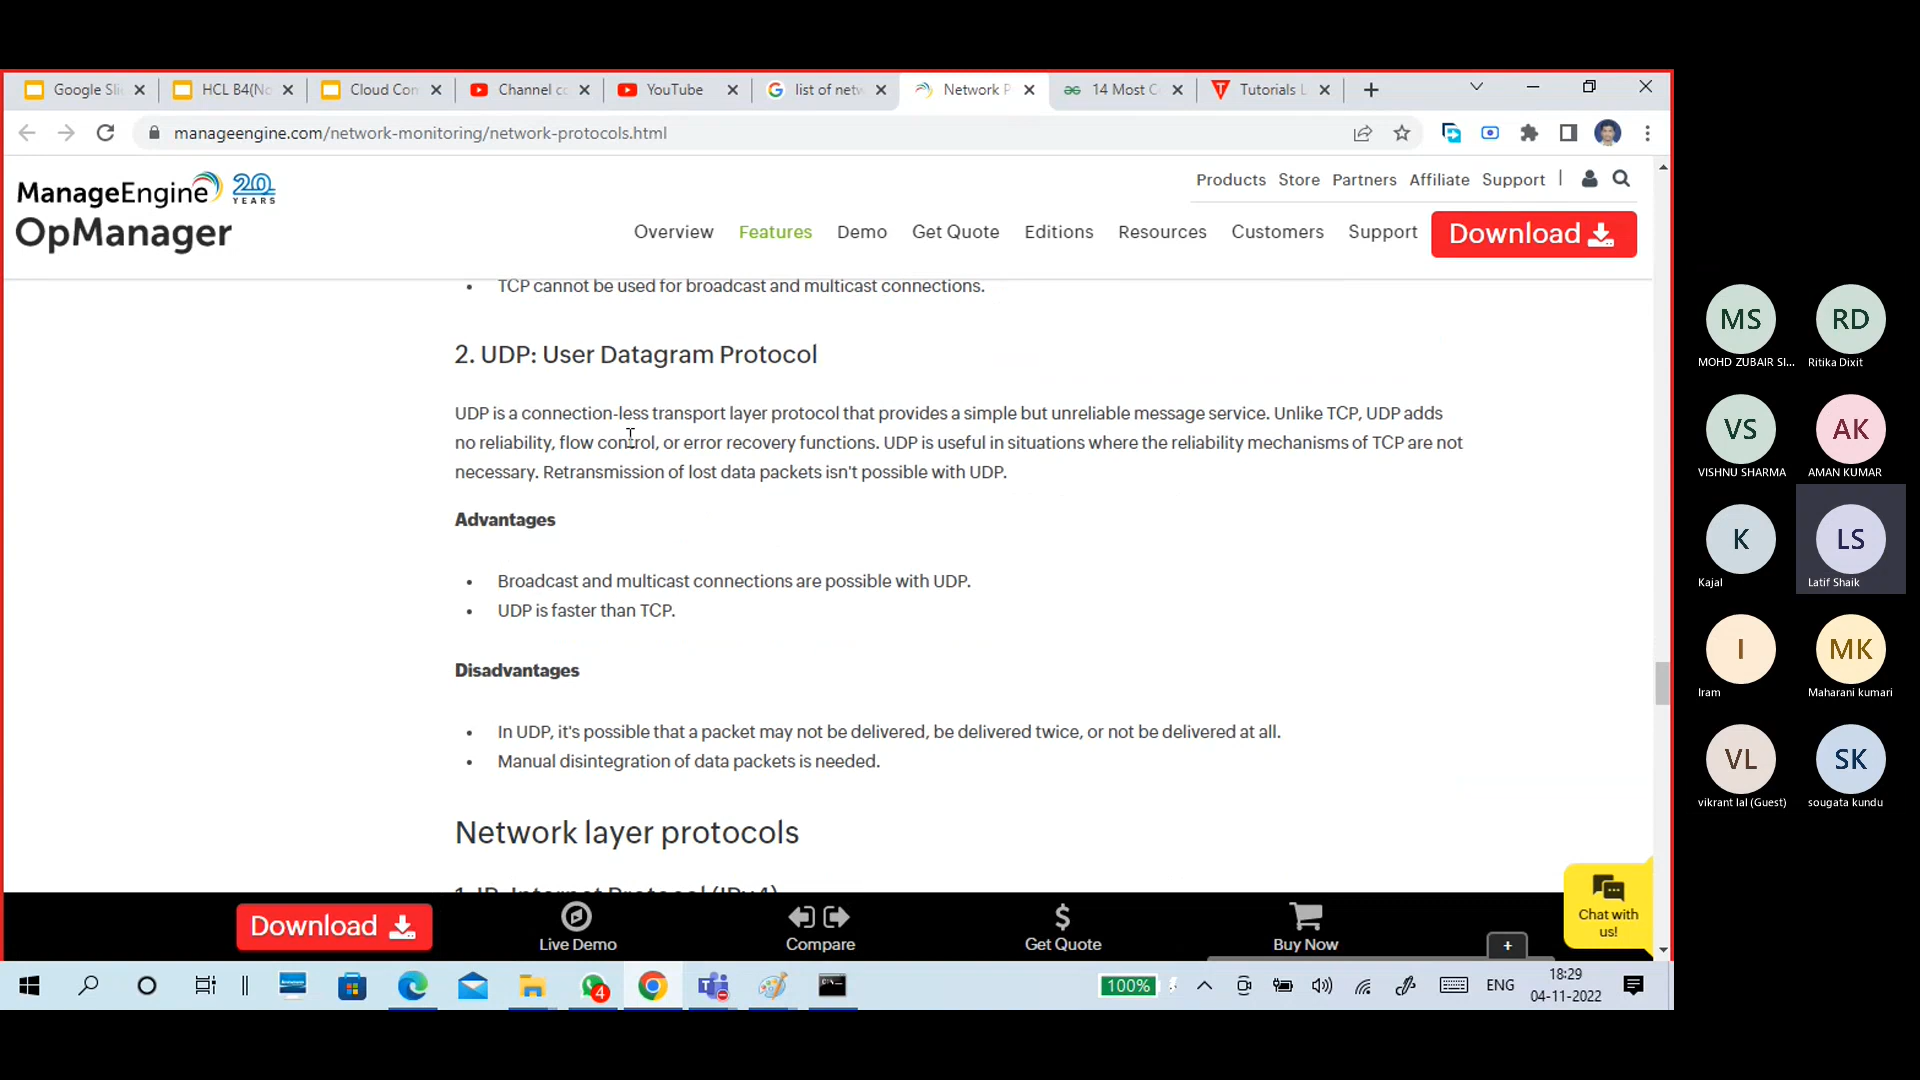 Google Sli
HCL B4(No
Cloud Con
Channel co
YouTube
list of netw
Network P
14 Most C
Tutorials L
manageengine.com/network-monitoring/network-protocols.html
ManageEngine 20 YEARS
OpManager
Products Store Partners Affiliate Support
Overview Features Demo Get Quote Editions Resources Customers Support Download
TCP cannot be used for broadcast and multicast connections.
2. UDP: User Datagram Protocol
UDP is a connection-less transport layer protocol that provides a simple but unreliable message service. Unlike TCP, UDP adds
no reliability, flow control, or error recovery functions. UDP is useful in situations where the reliability mechanisms of TCP are not
necessary. Retransmission of lost data packets isn't possible with UDP.
Advantages
• Broadcast and multicast connections are possible with UDP.
• UDP is faster than TCP.
Disadvantages
• In UDP, it's possible that a packet may not be delivered, be delivered twice, or not be delivered at all.
• Manual disintegration of data packets is needed.
Network layer protocols
1. IP: Internet Protocol (IPv4)
Chat with
us!
Download
Live Demo
Compare
Get Quote
Buy Now
4
100%
ENG
18:29
04-11-2022
MS
MOHD ZUBAIR SI...
RD
Ritika Dixit
VS
VISHNU SHARMA
AK
AMAN KUMAR
K
Kajal
LS
Latif Shaik
I
Iram
MK
Maharani kumari
VL
vikrant lal (Guest)
SK
sougata kundu